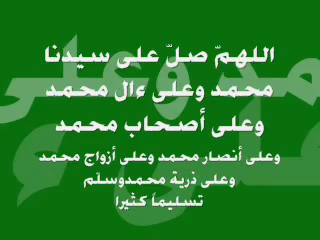 اللهمّ صلّ على سيدنا
محمد وعلى ءال محمد
وعلى أصحاب محمد
وعلى أنصار محمد وعلى أزواج محمد
وعلى ذرية محمدوسلّم
تسليماً كثيرا